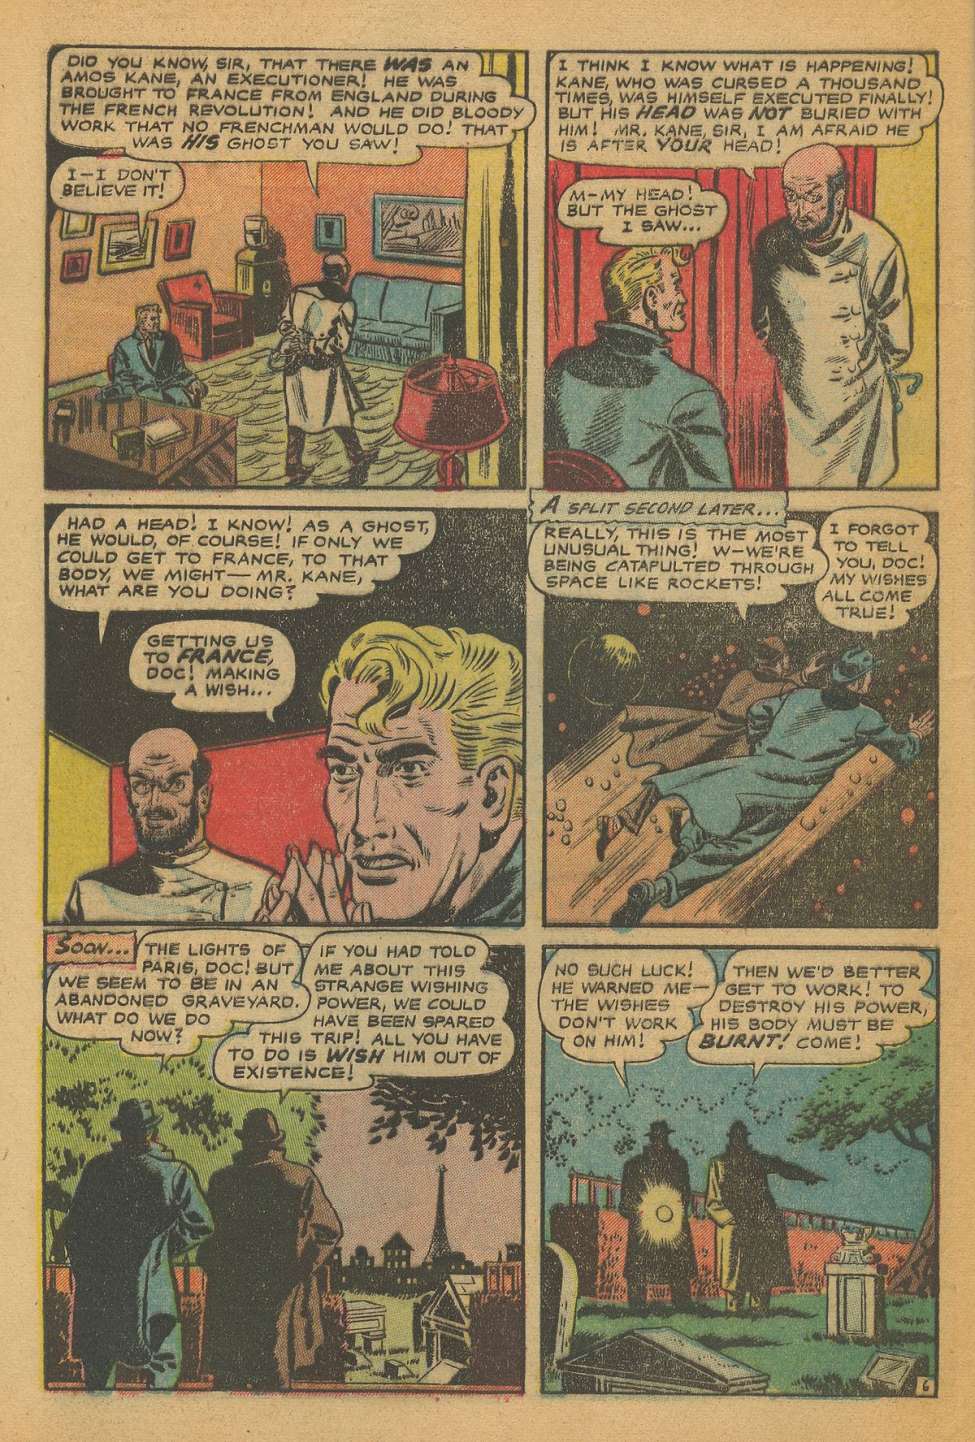 DID YOU KNOW, SIR, THAT THERE WAS AN
AMOS KANE, AN EXECUTIONER! HE WAS
BROUGHT TO FRANCE FROM ENGLAND DURING
THE FRENCH REVOLUTION! AND HE DID BLOODY
WORK THAT NO FRENCHMAN WOULD DO! THAT
WAS HIS GHOST YOU SAW!
I-I DON'T
BELIEVE IT!
I THINK I KNOW WHAT IS HAPPENING!
KANE, WHO WAS CURSED A THOUSAND
TIMES, WAS HIMSELF EXECUTED FINALLY!
BUT HIS HEAD WAS NOT BURIED WITH
HIM! MR. KANE, SIR, I AM AFRAID HE
IS AFTER YOUR HEAD!
M-MY HEAD!
BUT THE GHOST
I SAW...
HAD A HEAD! I KNOW! AS A GHOST,
HE WOULD, OF COURSE! IF ONLY WE
COULD GET TO FRANCE, TO THAT
BODY, WE MIGHT— MR. KANE,
WHAT ARE YOU DOING?
GETTING US
TO FRANCE,
DOC! MAKING
A WISH...
A SPLIT SECOND LATER...
REALLY, THIS IS THE MOST
UNUSUAL THING! W-WE'RE
BEING CATAPULTED THROUGH
SPACE LIKE ROCKETS!
I FORGOT
TO TELL
YOU, DOC!
MY WISHES
ALL COME
TRUE!
SOON...
THE LIGHTS OF
PARIS, DOC! BUT
WE SEEM TO BE IN AN
ABANDONED GRAVEYARD.
WHAT DO WE DO
NOW?
IF YOU HAD TOLD
ME ABOUT THIS
STRANGE WISHING
POWER, WE COULD
HAVE BEEN SPARED
THIS TRIP! ALL YOU HAVE
TO DO IS WISH HIM OUT OF
EXISTENCE!
NO SUCH LUCK!
HE WARNED ME—
THE WISHES
DON'T WORK
ON HIM!
THEN WE'D BETTER
GET TO WORK! TO
DESTROY HIS POWER,
HIS BODY MUST BE
BURNT! COME!
6